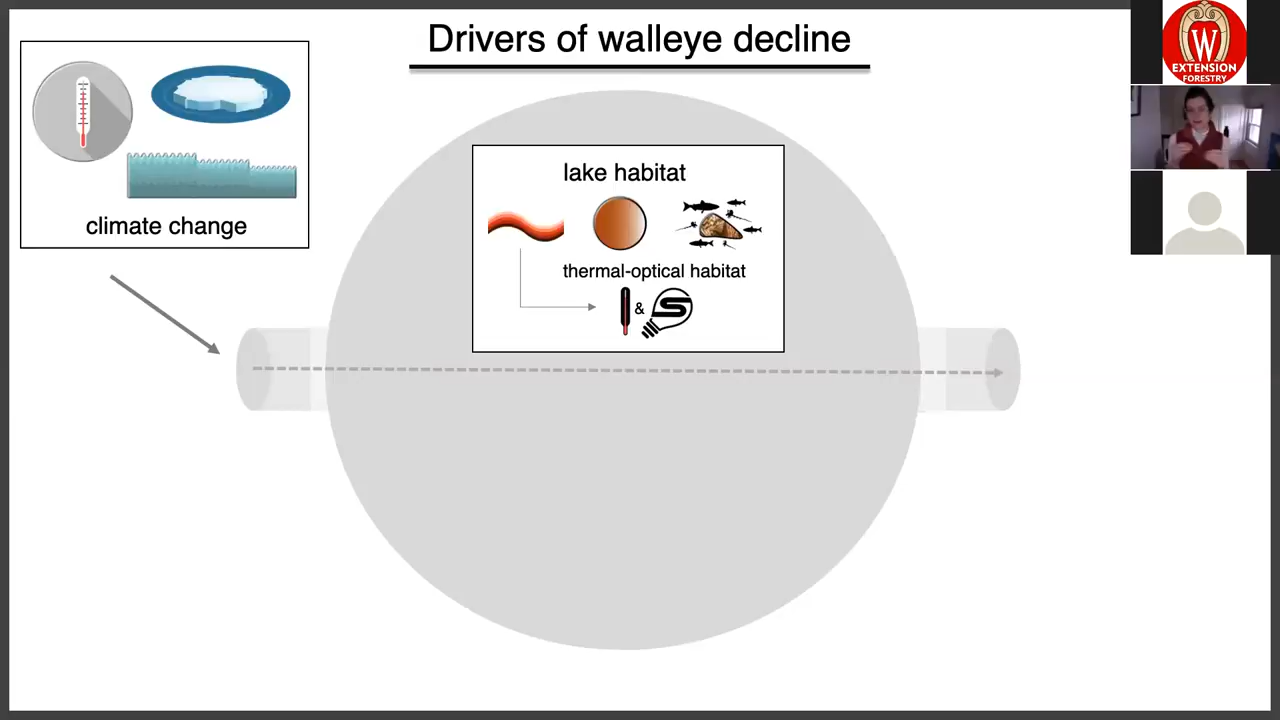 Drivers of walleye decline
climate change
lake habitat
thermal-optical habitat
&
W
EXTENSION
FORESTRY